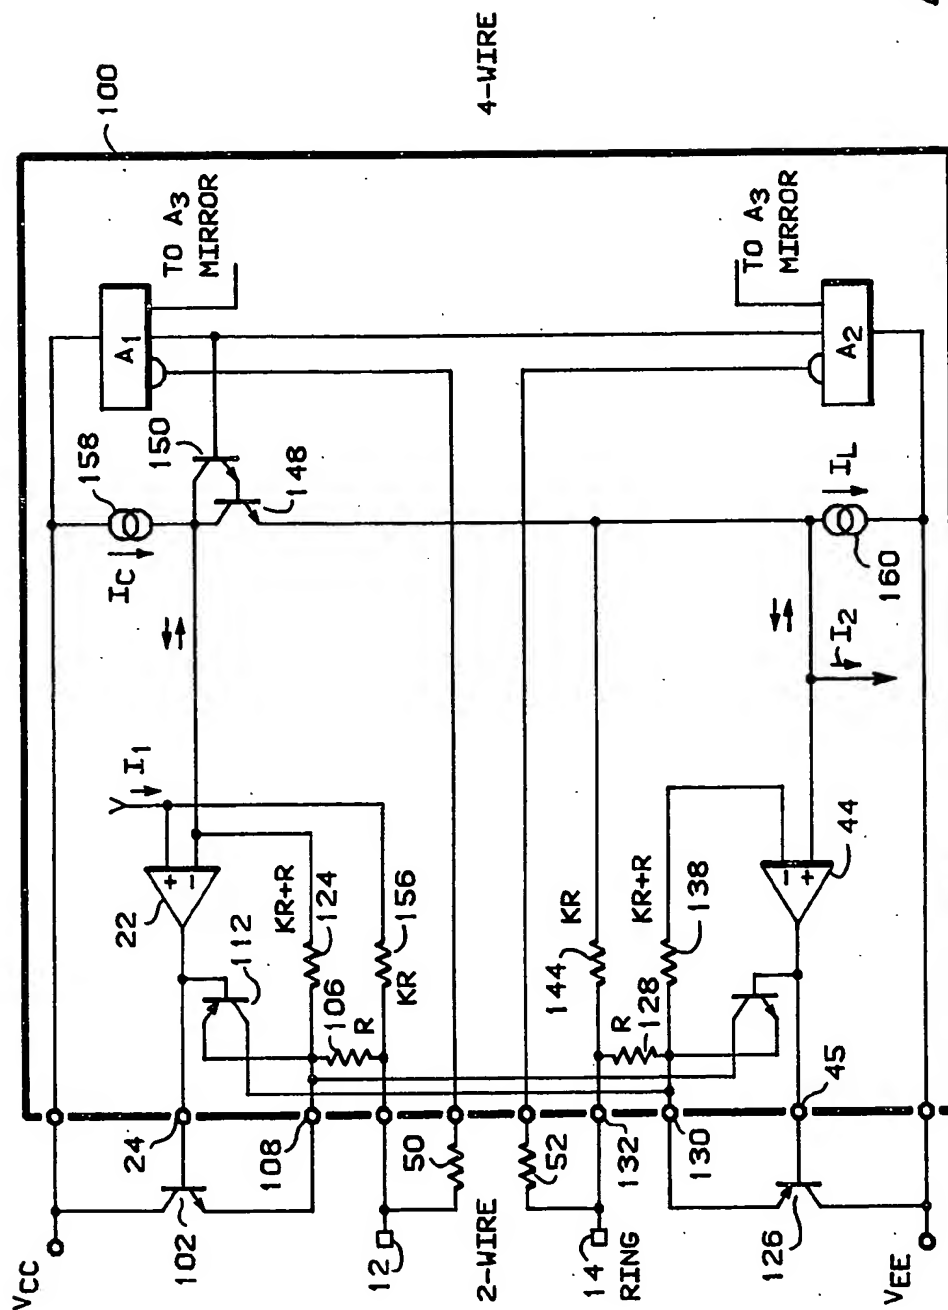 4-WIRE
100
TO A3
MIRROR
TO A3
MIRROR
A1
A2
158
150
148
IC
IL
160
I2
I1
22
112
KR+R
124
106
R
156
KR
144
KR
R
128
KR+R
138
44
24
108
50
52
132
130
45
VCC
102
12
2-WIRE
14
RING
126
VEE
+
−
−
+